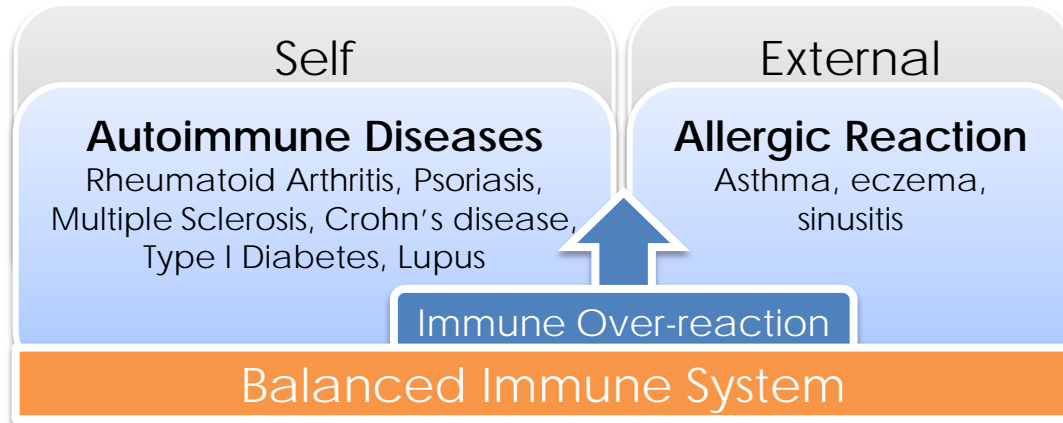 Self
Autoimmune Diseases
Rheumatoid Arthritis, Psoriasis,
Multiple Sclerosis, Crohn's disease,
Type I Diabetes, Lupus
External
Allergic Reaction
Asthma, eczema,
sinusitis
Immune Over-reaction
Balanced Immune System